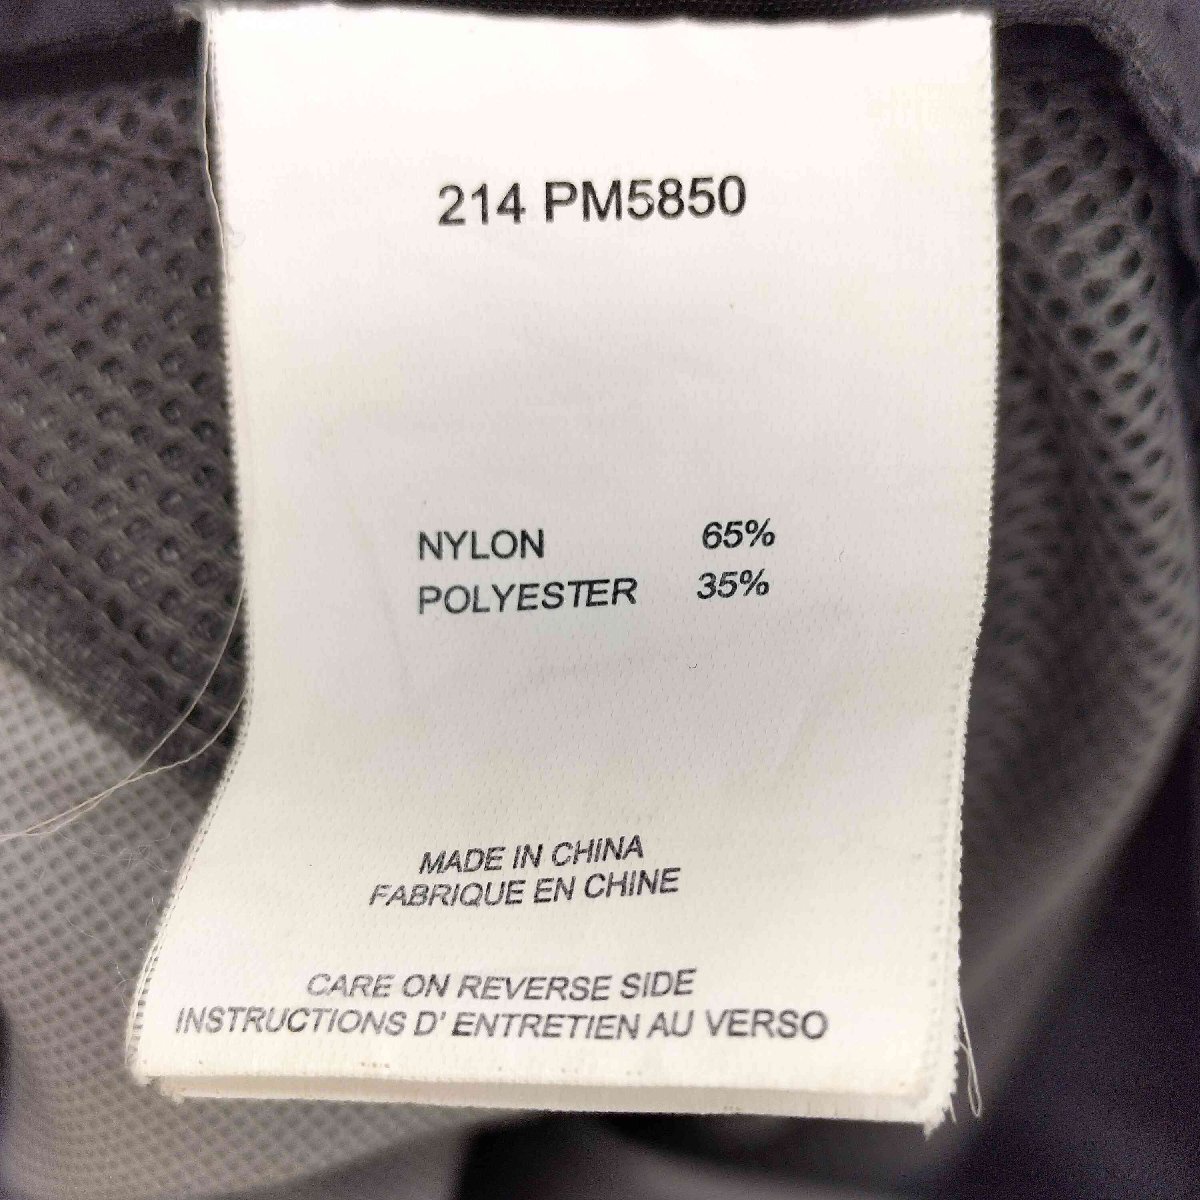 214 PM5850
NYLON 65%
POLYESTER 35%
MADE IN CHINA
FABRIQUE EN CHINE
CARE ON REVERSE SIDE
INSTRUCTIONS D' ENTRETIEN AU VERSO